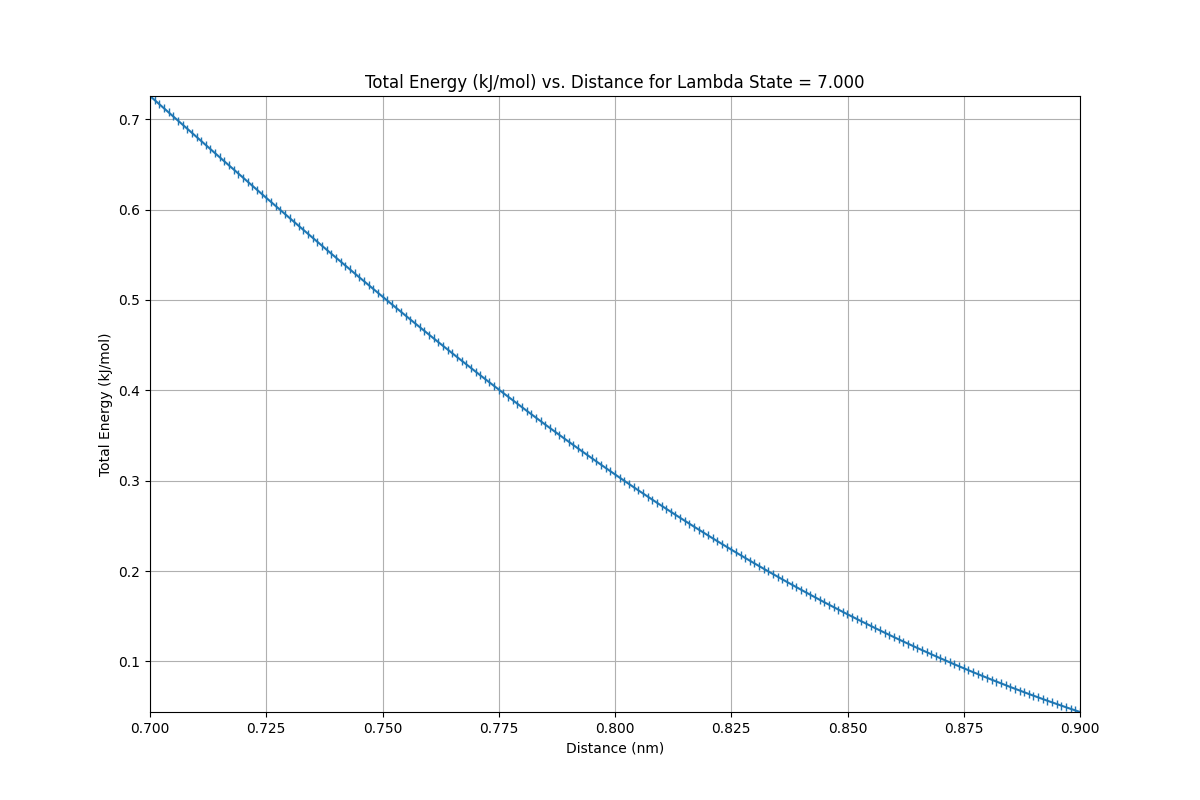 Total Energy (kJ/mol) vs. Distance for Lambda State = 7.000
Total Energy (kJ/mol)
0.7
0.6
0.5
0.4
0.3
0.2
0.1
0.700 0.725 0.750 0.775 0.800 0.825 0.850 0.875 0.900
Distance (nm)